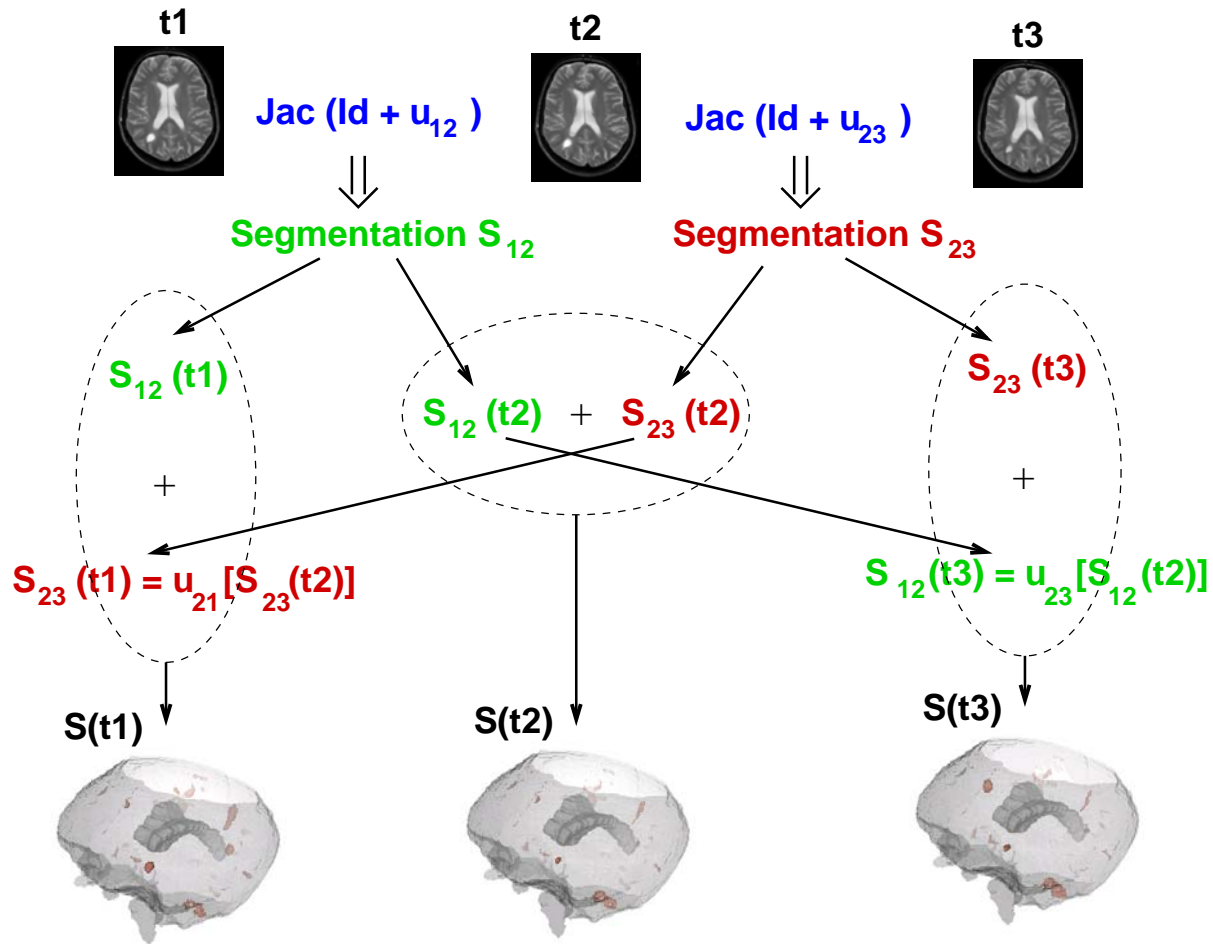 t1
t2
t3
Jac (Id + u12 )
Jac (Id + u23 )
Segmentation S12
Segmentation S23
S12 (t1)
S23 (t3)
S12 (t2) + S23 (t2)
+
+
S23 (t1) = u21[S23(t2)]
S12(t3) = u23[S12(t2)]
S(t1)
S(t2)
S(t3)